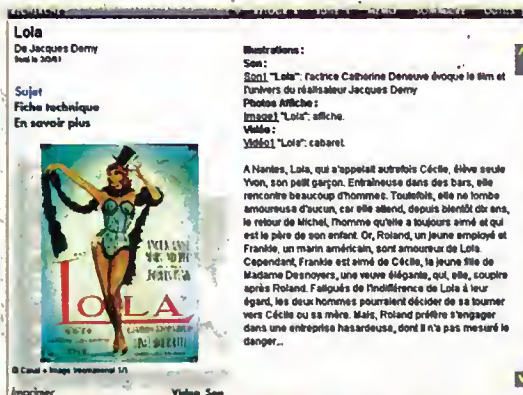 Lola
De Jacques Demy
Sujet
Fiche technique
En savoir plus
LOLA
© Canal + Image International 1/1
Imprimer
Video Son
Illustrations :
Son :
Son1 "Lola": l'actrice Catherine Deneuve évoque le film et
l'univers du réalisateur Jacques Demy
Photos Affiche :
Image1 "Lola": affiche.
Vidéo :
Vidéo1 "Lola": cabaret.
A Nantes, Lola, qui s'appelait autrefois Cécile, élève seule
Yvon, son petit garçon. Entraîneuse dans des bars, elle
rencontre beaucoup d'hommes. Toutefois, elle ne tombe
amoureuse d'aucun, car elle attend, depuis bientôt dix ans,
le retour de Michel, l'homme qu'elle a toujours aimé et qui
est le père de son enfant. Or, Roland, un jeune employé et
Frankie, un marin américain, sont amoureux de Lola.
Cependant, Frankie est aimé de Cécile, la jeune fille de
Madame Desnoyers, une veuve élégante, qui, elle, soupire
après Roland. Fatigués de l'indifférence de Lola à leur
égard, les deux hommes pourraient décider de sa tourner
vers Cécile ou sa mère. Mais, Roland préfère s'engager
dans une entreprise hasardeuse, dont il n'a pas mesuré le
danger...